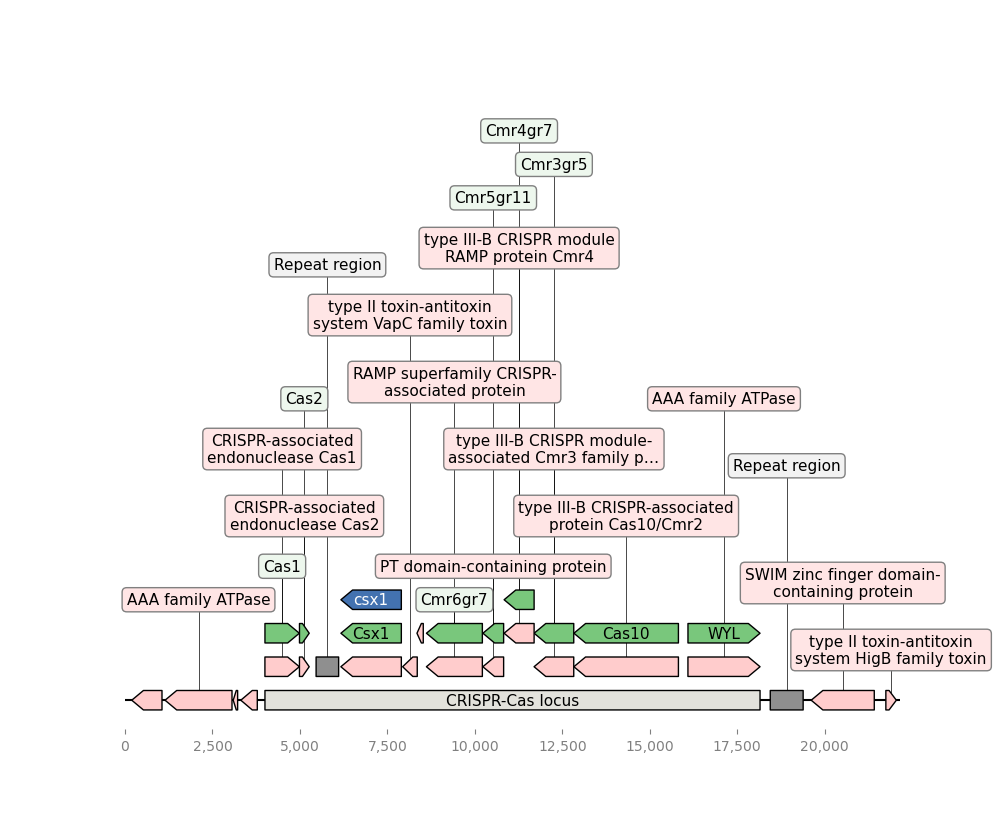 Cmr4gr7
Cmr3gr5
Cmr5gr11
type III-B CRISPR module
RAMP protein Cmr4
Repeat region
type II toxin-antitoxin
system VapC family toxin
RAMP superfamily CRISPR-
associated protein
Cas2
AAA family ATPase
CRISPR-associated
endonuclease Cas1
type III-B CRISPR module-
associated Cmr3 family p...
Repeat region
CRISPR-associated
endonuclease Cas2
type III-B CRISPR-associated
protein Cas10/Cmr2
Cas1
PT domain-containing protein
SWIM zinc finger domain-
containing protein
AAA family ATPase
csx1
Cmr6gr7
Csx1
Cas10
WYL
type II toxin-antitoxin
system HigB family toxin
CRISPR-Cas locus
0 2,500 5,000 7,500 10,000 12,500 15,000 17,500 20,000